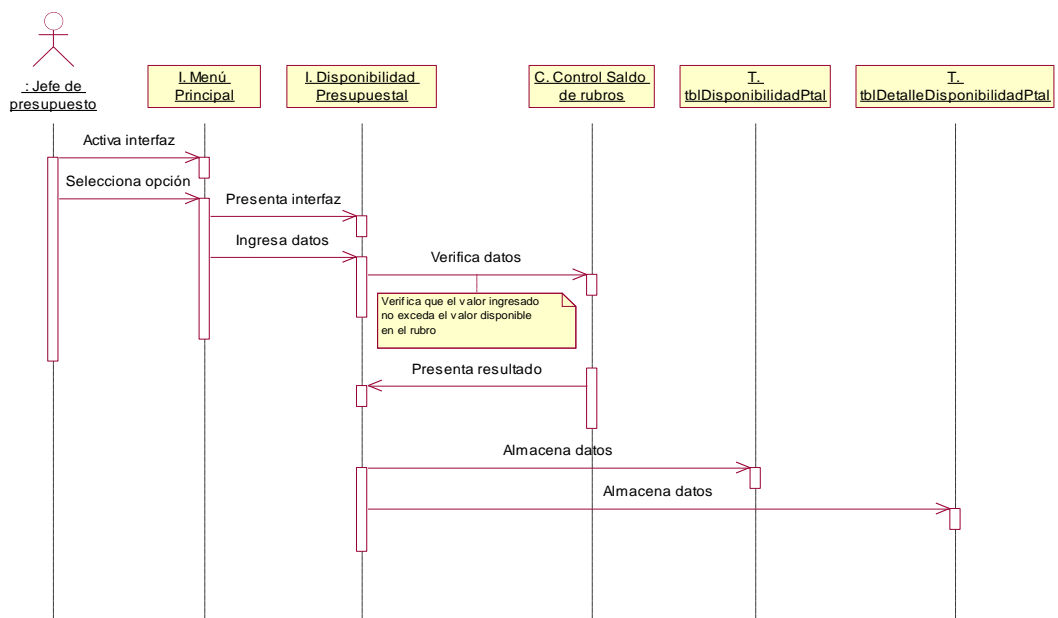 : Jefe de
presupuesto
I. Menú
Principal
I. Disponibilidad
Presupuestal
C. Control Saldo
de rubros
T.
tblDisponibilidadPtal
T.
tblDetalleDisponibilidadPtal
Activa interfaz
Selecciona opción
Presenta interfaz
Ingresa datos
Verifica datos
Verifica que el valor ingresado
no exceda el valor disponible
en el rubro
Presenta resultado
Almacena datos
Almacena datos